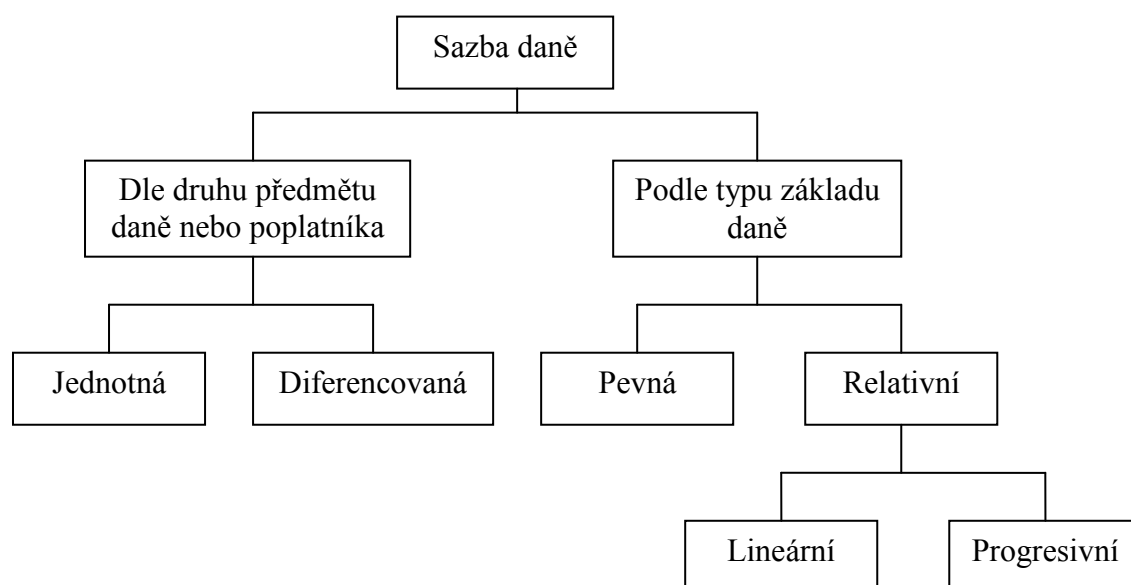 Sazba daně
Dle druhu předmětu
daně nebo poplatníka
Podle typu základu
daně
Jednotná
Diferencovaná
Pevná
Relativní
Lineární
Progresivní